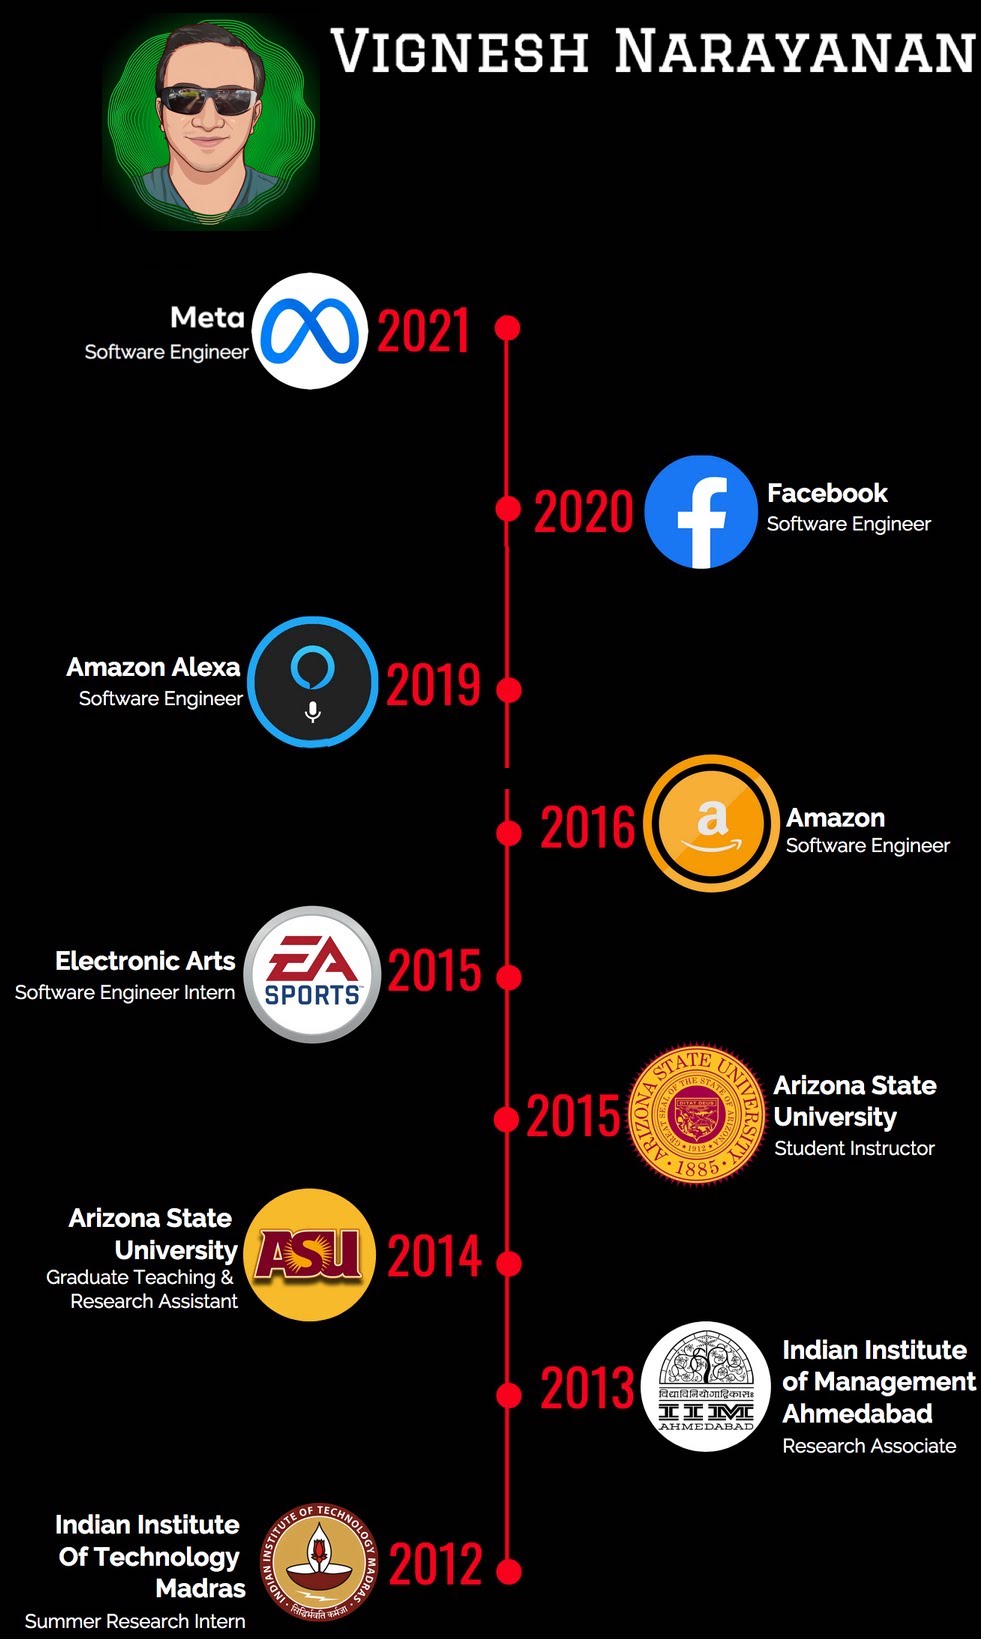 Vignesh Narayanan
Meta
Software Engineer
2021
2020
Facebook
Software Engineer
Amazon Alexa
Software Engineer
2019
2016
a
Amazon
Software Engineer
Electronic Arts
Software Engineer Intern
EA
SPORTS
2015
2015
ARIZONA STATE UNIVERSITY
GREAT SEAL OF THE STATE OF ARIZONA
DITAT DEUS
1912
1885
Arizona State
University
Student Instructor
Arizona State
University
Graduate Teaching &
Research Assistant
ASU
2014
2013
विद्याविनियोगाद्विकासः
IIM
AHMEDABAD
Indian Institute
of Management
Ahmedabad
Research Associate
Indian Institute
Of Technology
Madras
Summer Research Intern
INDIAN INSTITUTE OF TECHNOLOGY MADRAS
सिद्धिर्भवति कर्मजा
2012